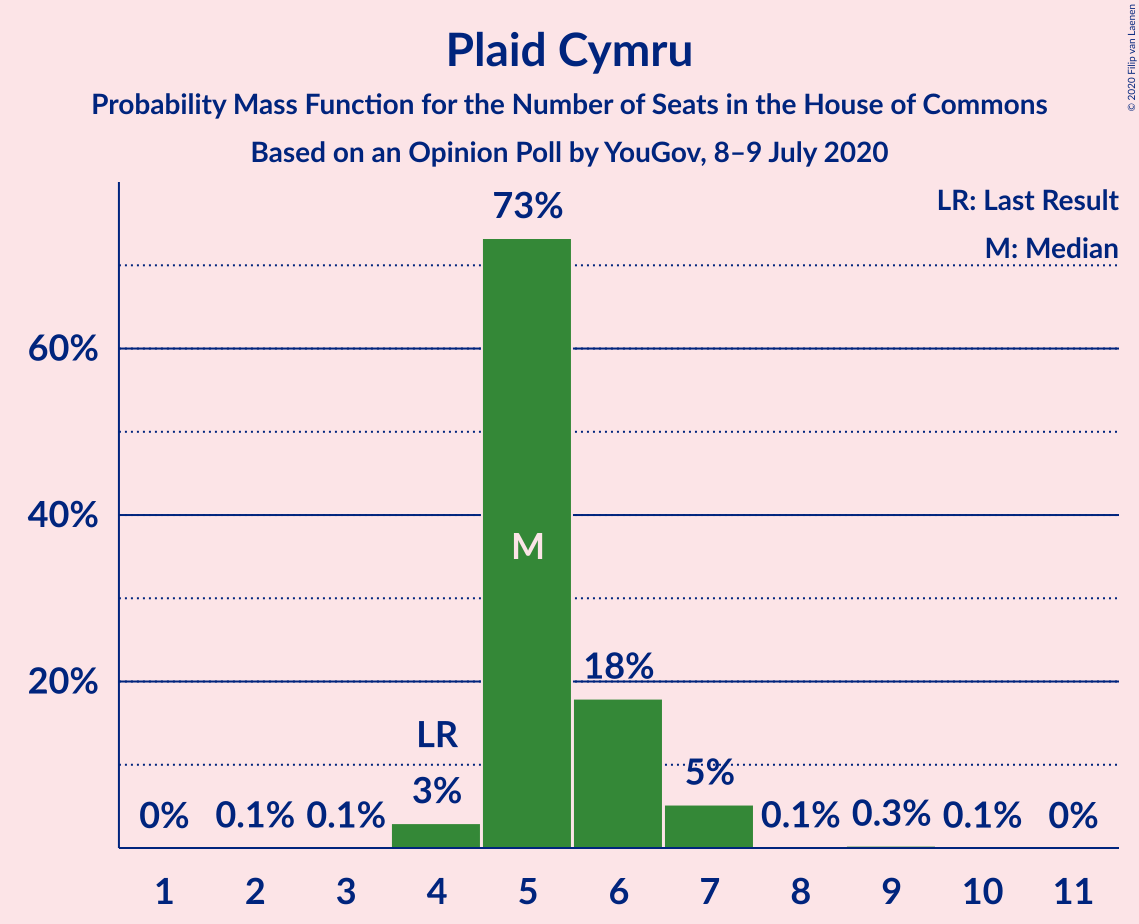 Plaid Cymru
Probability Mass Function for the Number of Seats in the House of Commons
Based on an Opinion Poll by YouGov, 8–9 July 2020
© 2020 Filip van Laenen
LR: Last Result
M: Median
60%
40%
20%
0%
0.1%
0.1%
LR
3%
73%
M
18%
5%
0.1%
0.3%
0.1%
0%
1 2 3 4 5 6 7 8 9 10 11